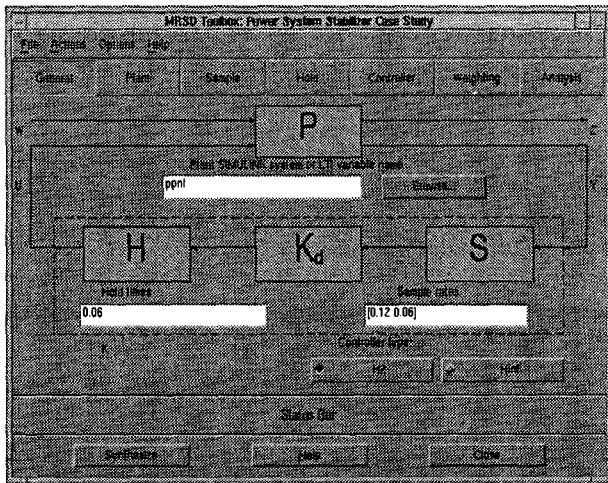 MRSD Toolbox: Power System Stabilizer Case Study
File Actions Options Help
General Plant Sample Hold Controller Weighting Analysis
W P Z
Plant SIMULINK system or LTI variable name
U ppnl Browse... Y
H Kd S
Hold rates Sample rates
0.06 [0.12 0.06]
K Controller type
H2 Hinf
Status Bar
Synthesize Help Close